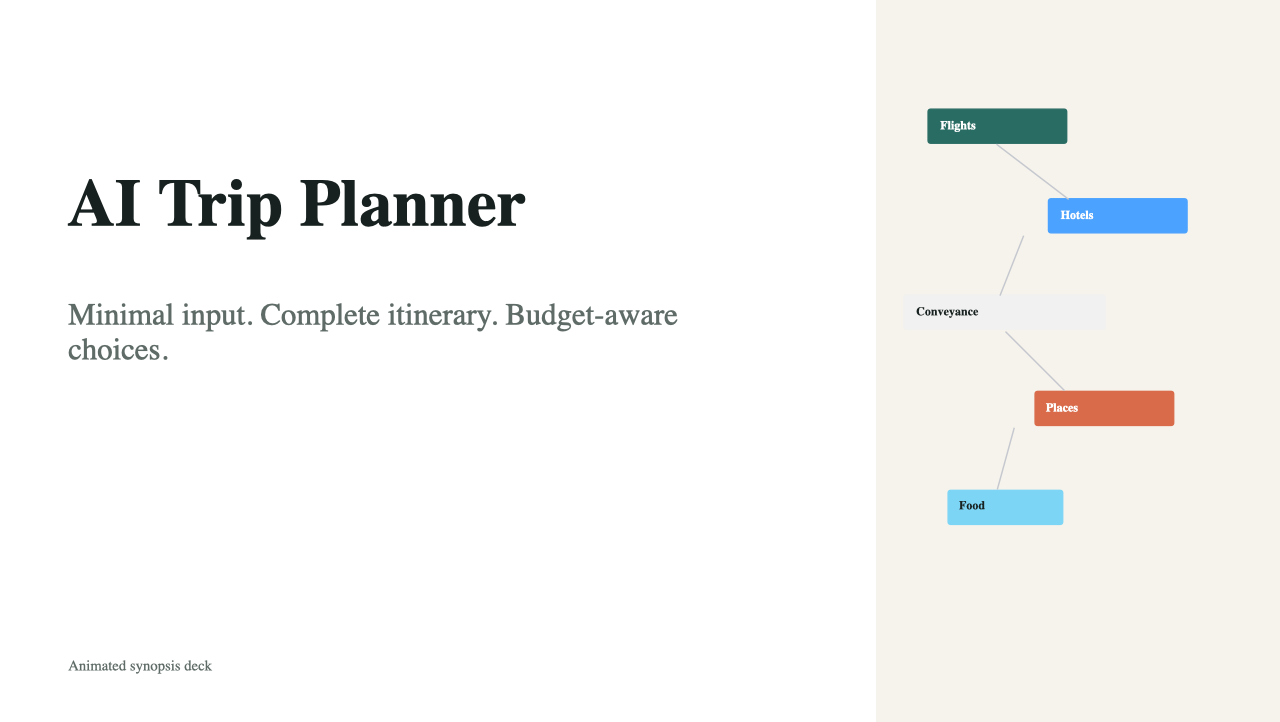 AI Trip Planner
Minimal input. Complete itinerary. Budget-aware
choices.
Animated synopsis deck
Flights
Hotels
Conveyance
Places
Food